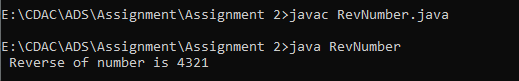 E:\CDAC\ADS\Assignment\Assignment 2>javac RevNumber.java
E:\CDAC\ADS\Assignment\Assignment 2>java RevNumber
Reverse of number is 4321